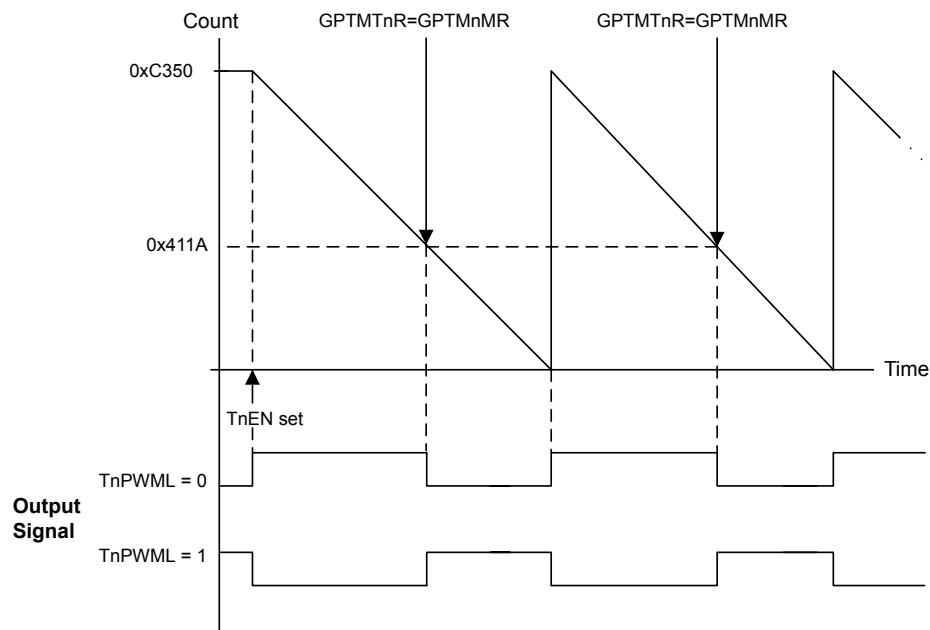 Count
GPTMTnR=GPTMnMR
GPTMTnR=GPTMnMR
0xC350
0x411A
Time
TnEN set
TnPWML = 0
Output
Signal
TnPWML = 1